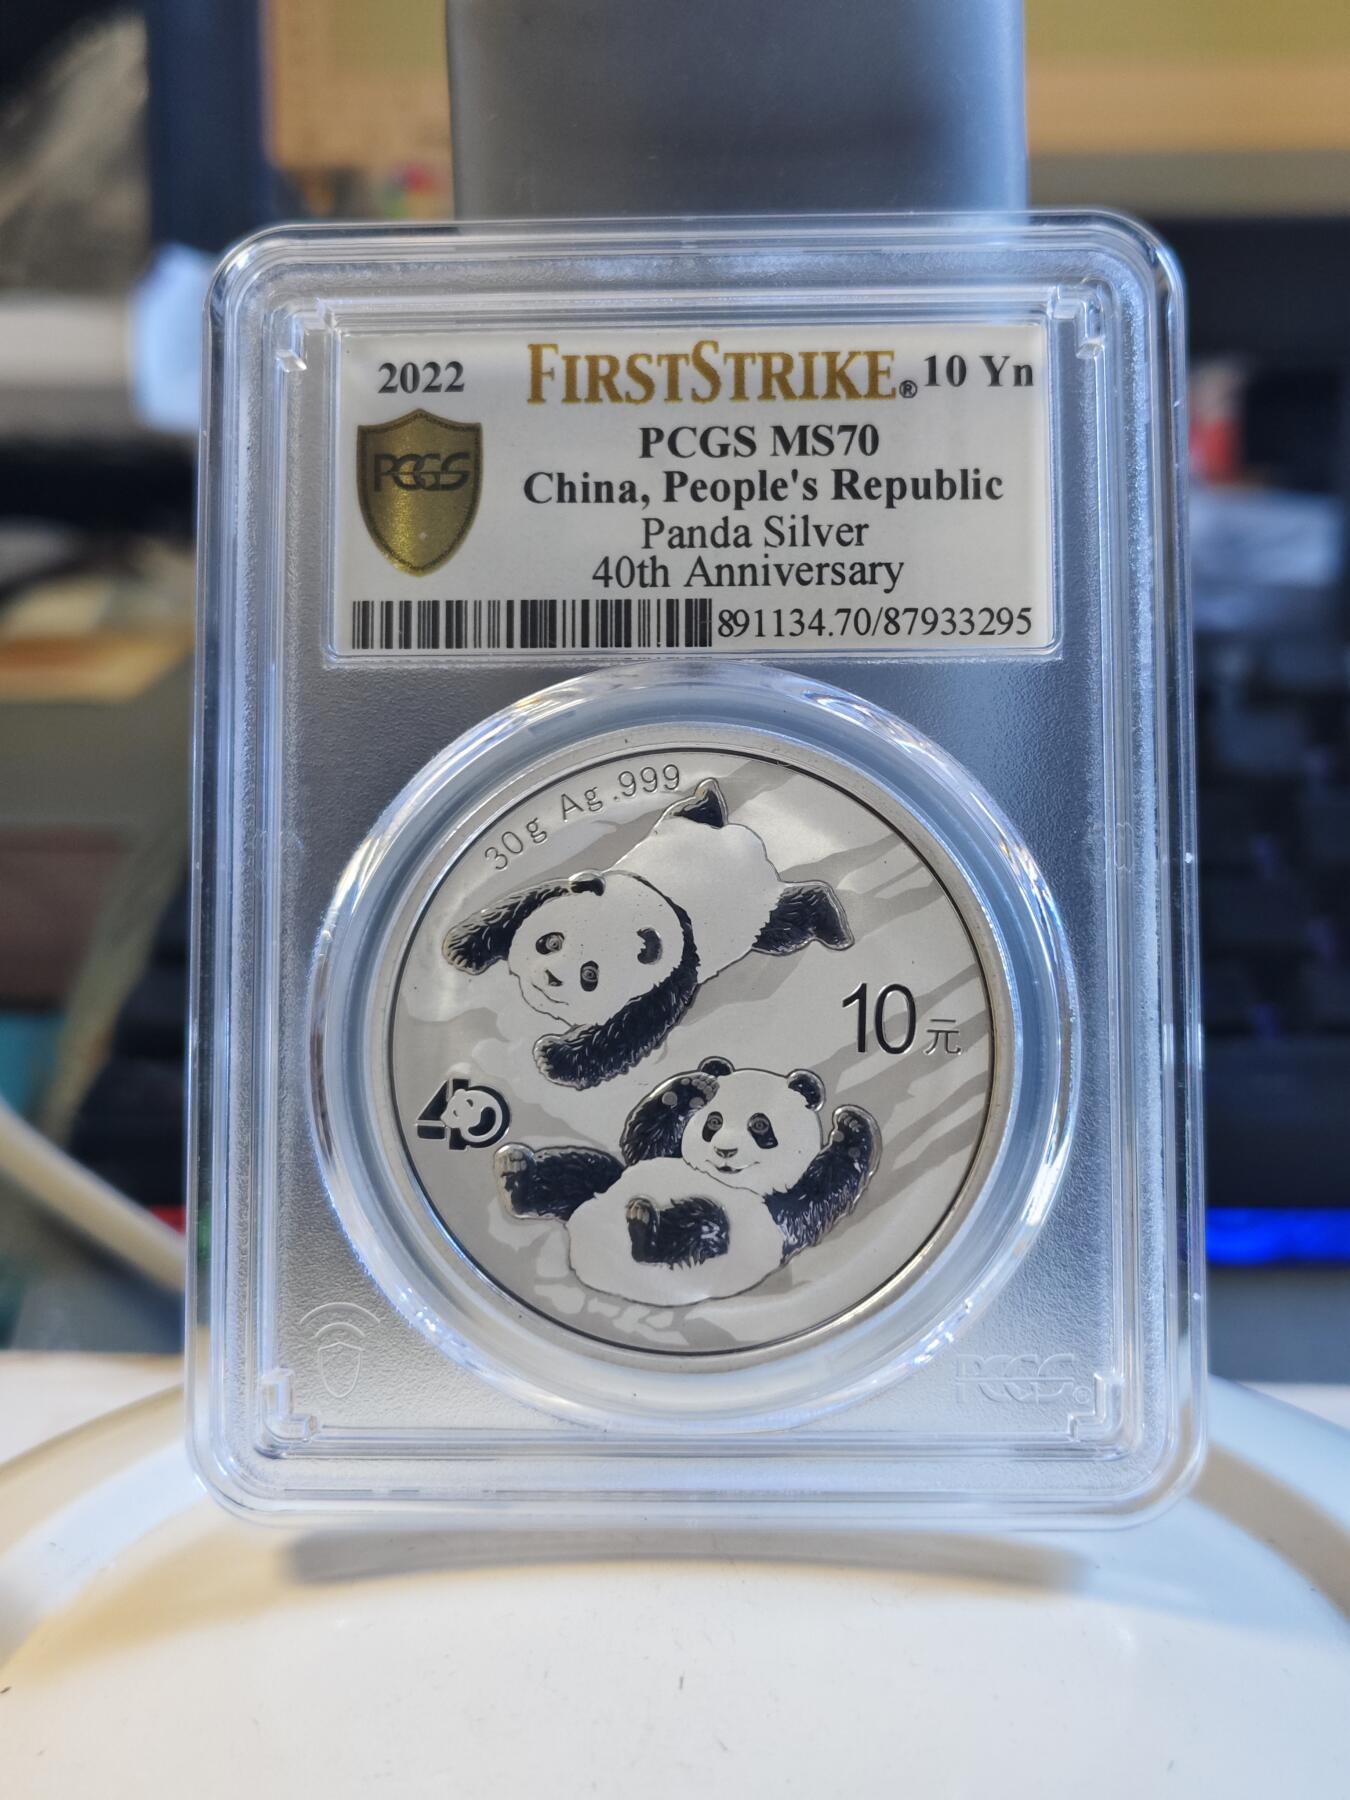 2022 FIRSTSTRIKE® 10 Yn
PCGS
PCGS MS70
China, People's Republic
Panda Silver
40th Anniversary
891134.70/87933295
30g Ag .999
10元
40
PCGS